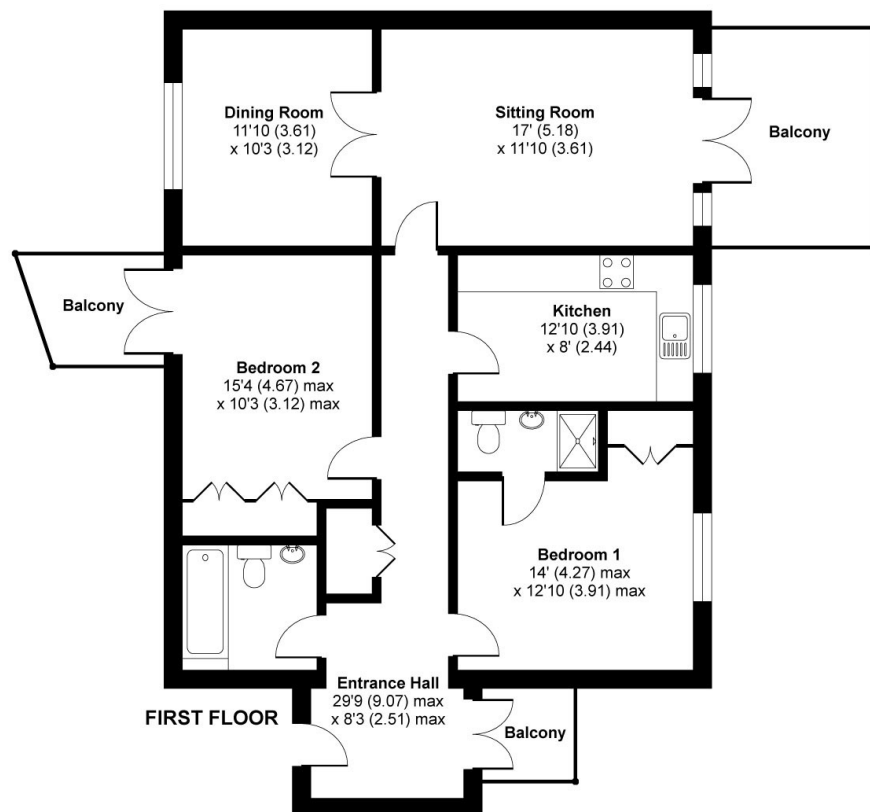 Dining Room
11'10 (3.61)
x 10'3 (3.12)
Sitting Room
17' (5.18)
x 11'10 (3.61)
Balcony
Balcony
Kitchen
12'10 (3.91)
x 8' (2.44)
Bedroom 2
15'4 (4.67) max
x 10'3 (3.12) max
Bedroom 1
14' (4.27) max
x 12'10 (3.91) max
Entrance Hall
29'9 (9.07) max
x 8'3 (2.51) max
FIRST FLOOR
Balcony